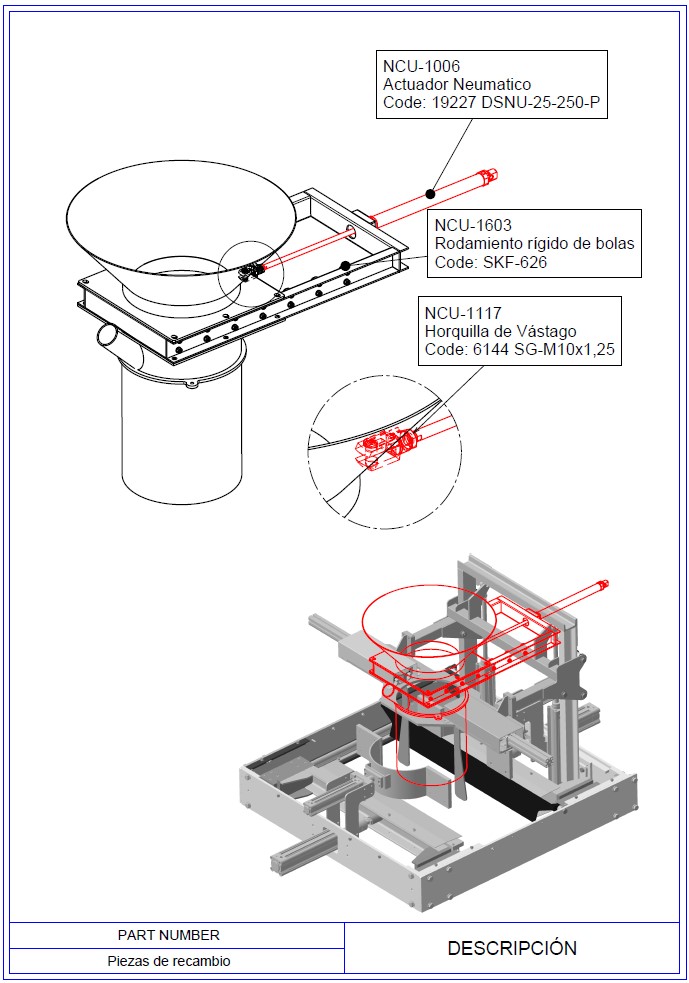 NCU-1006
Actuador Neumatico
Code: 19227 DSNU-25-250-P
NCU-1603
Rodamiento rígido de bolas
Code: SKF-626
NCU-1117
Horquilla de Vástago
Code: 6144 SG-M10x1,25
PART NUMBER
Piezas de recambio
DESCRIPCIÓN